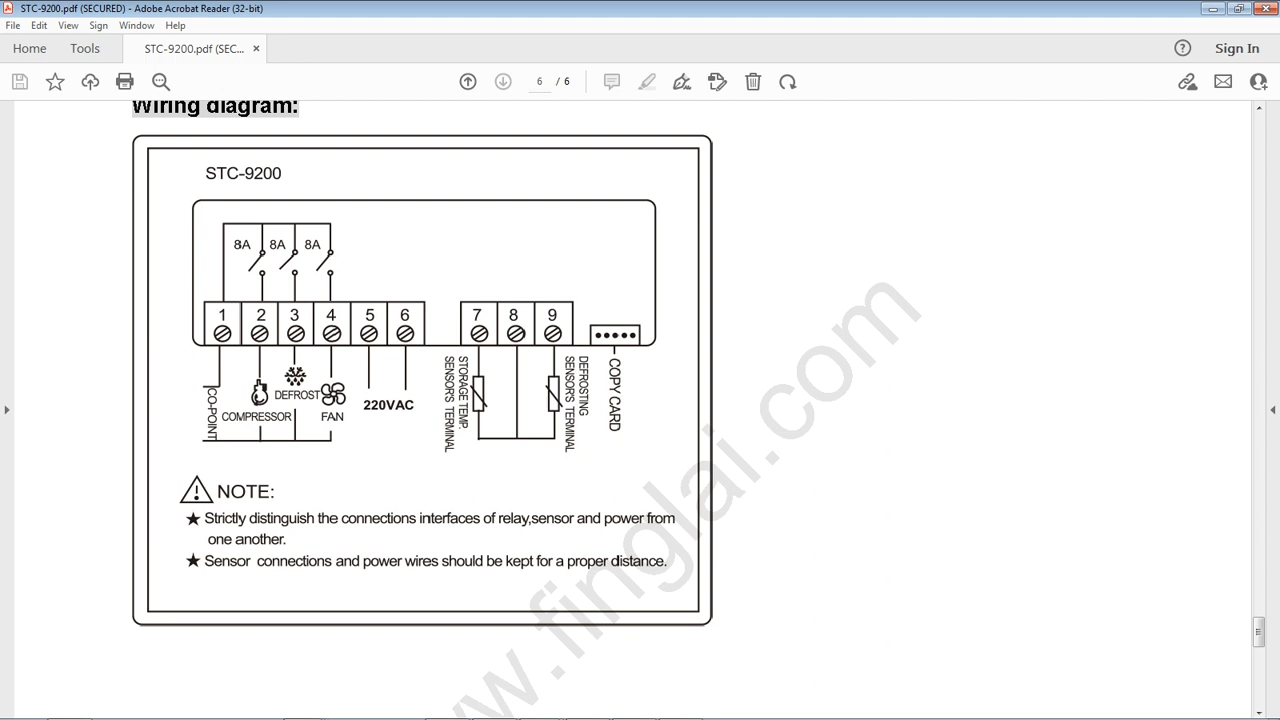 STC-9200.pdf (SECURED) - Adobe Acrobat Reader (32-bit)
File Edit View Sign Window Help
Home Tools STC-9200.pdf (SEC... × ? Sign In
6 / 6
Wiring diagram:
STC-9200
8A 8A 8A
1 2 3 4 5 6 7 8 9
CO-POINT
COMPRESSOR
DEFROST
FAN
220VAC
STORAGE TEMP.
SENSOR'S TERMINAL
DEFROSTING
SENSOR'S TERMINAL
COPY CARD
NOTE:
★ Strictly distinguish the connections interfaces of relay,sensor and power from
one another.
★ Sensor connections and power wires should be kept for a proper distance.
w.finglai.com